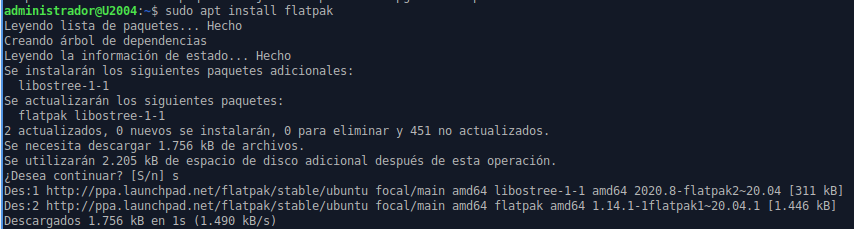 administrador@U2004:~$ sudo apt install flatpak
Leyendo lista de paquetes... Hecho
Creando árbol de dependencias
Leyendo la información de estado... Hecho
Se instalarán los siguientes paquetes adicionales:
  libostree-1-1
Se actualizarán los siguientes paquetes:
  flatpak libostree-1-1
2 actualizados, 0 nuevos se instalarán, 0 para eliminar y 451 no actualizados.
Se necesita descargar 1.756 kB de archivos.
Se utilizarán 2.205 kB de espacio de disco adicional después de esta operación.
¿Desea continuar? [S/n] s
Des:1 http://ppa.launchpad.net/flatpak/stable/ubuntu focal/main amd64 libostree-1-1 amd64 2020.8-flatpak2~20.04 [311 kB]
Des:2 http://ppa.launchpad.net/flatpak/stable/ubuntu focal/main amd64 flatpak amd64 1.14.1-1flatpak1~20.04.1 [1.446 kB]
Descargados 1.756 kB en 1s (1.490 kB/s)